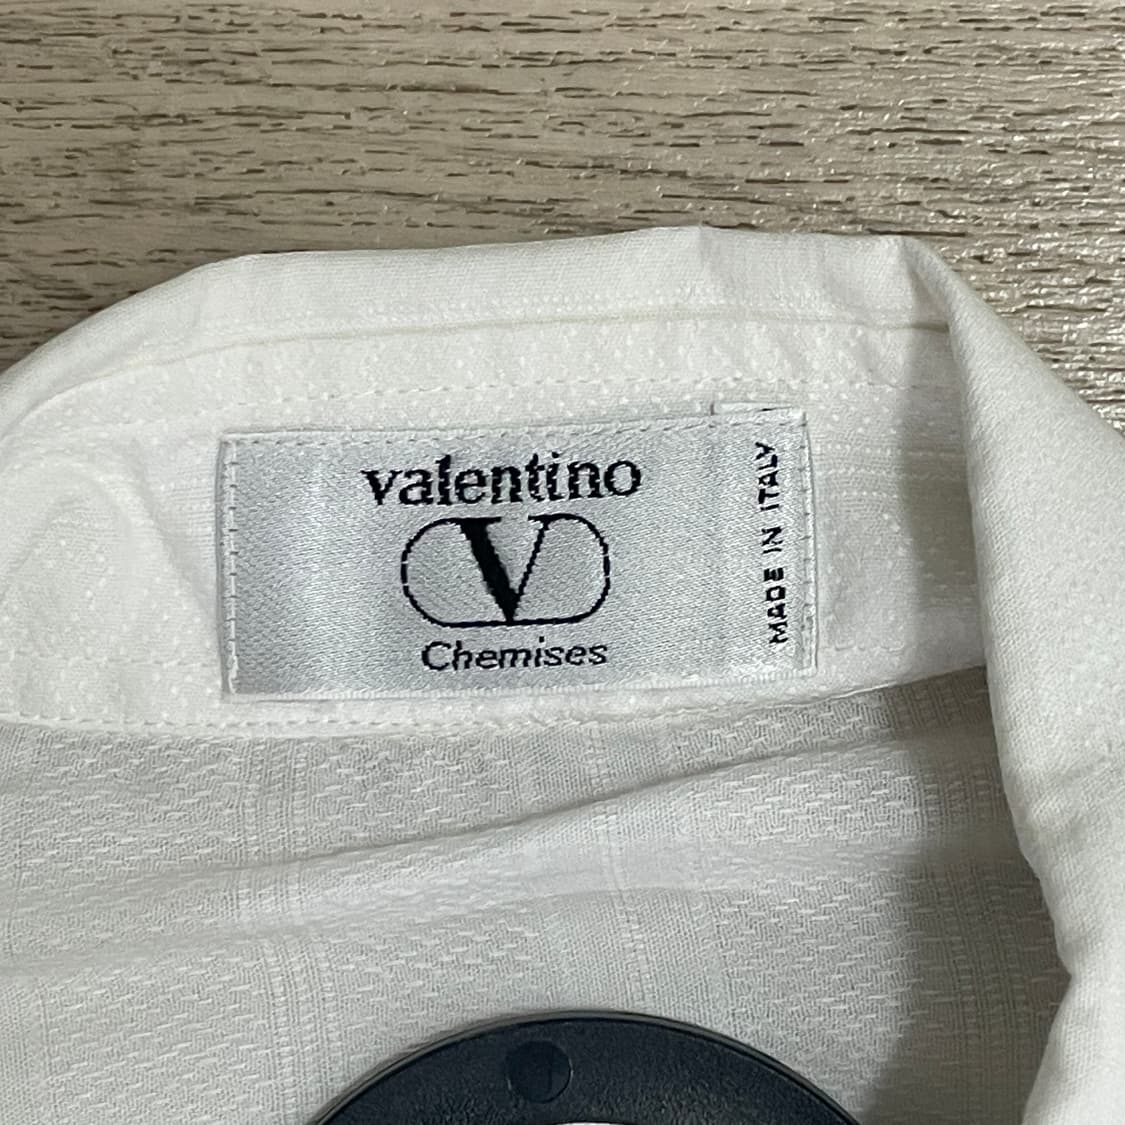 valentino
V
Chemises
MADE IN ITALY